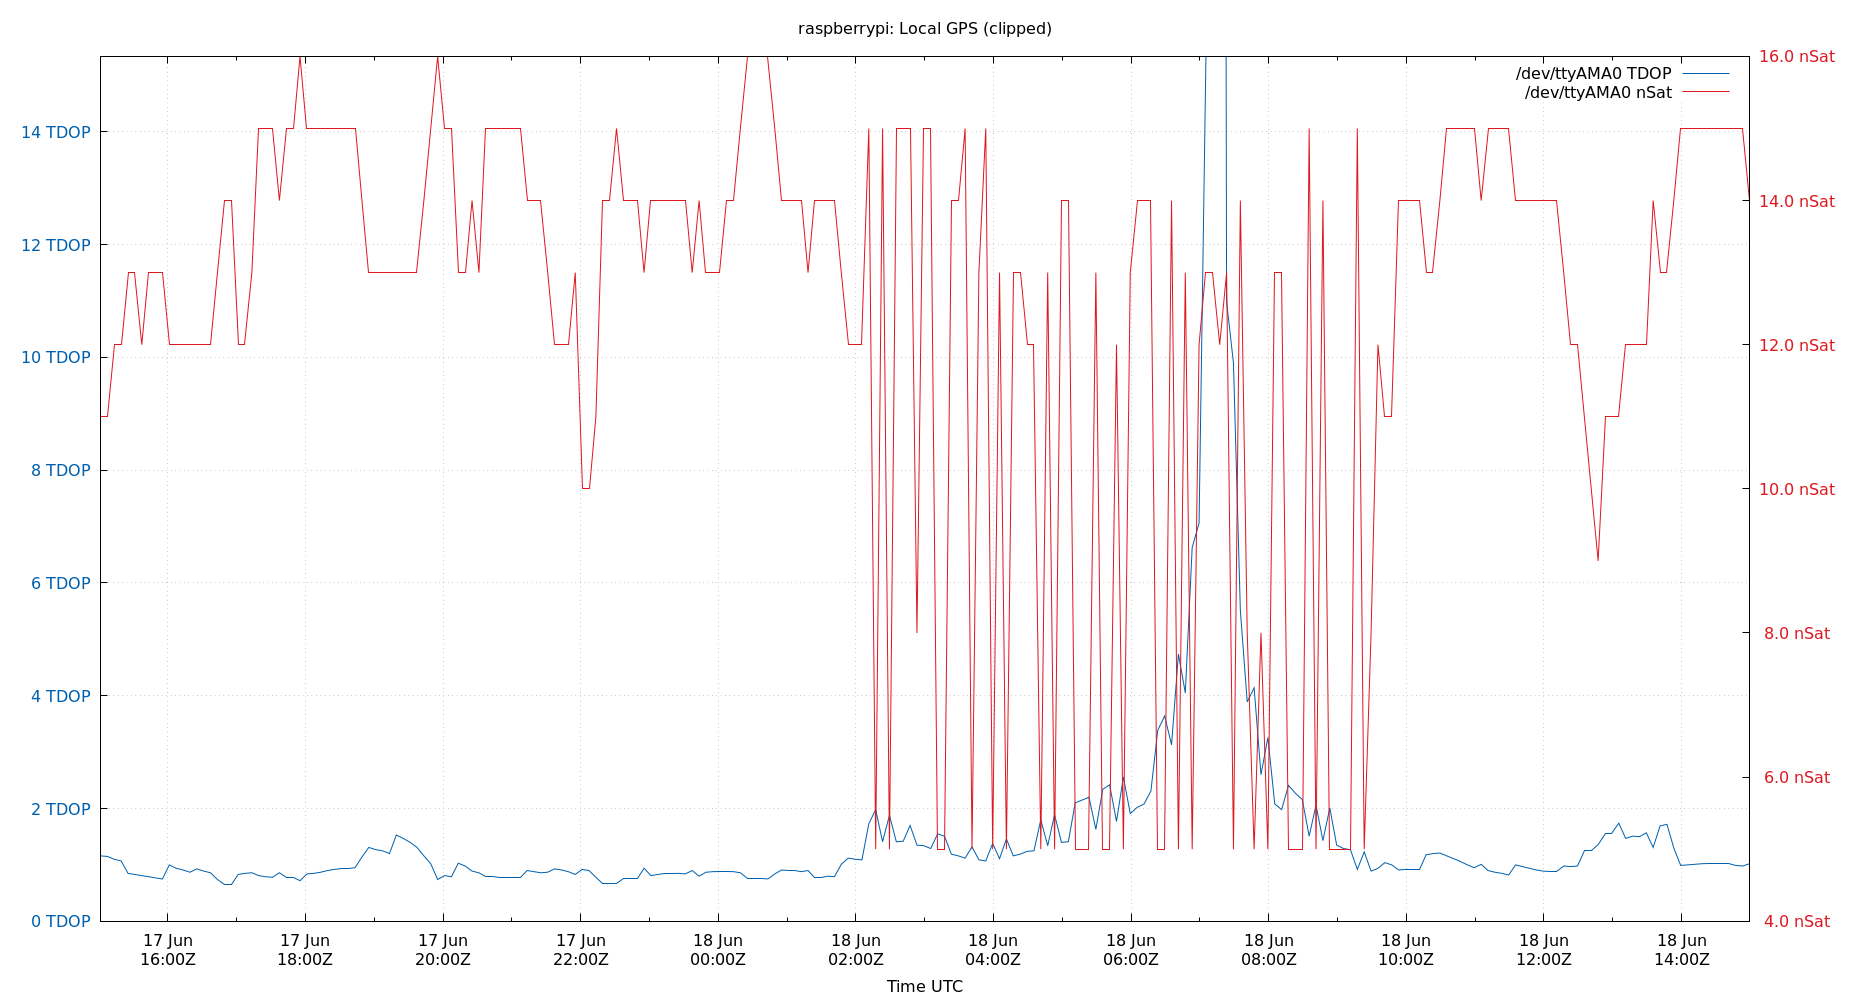 raspberrypi: Local GPS (clipped)
16.0 nSat
/dev/ttyAMA0 TDOP
/dev/ttyAMA0 nSat
14 TDOP
14.0 nSat
12 TDOP
10 TDOP
12.0 nSat
8 TDOP
10.0 nSat
6 TDOP
8.0 nSat
4 TDOP
6.0 nSat
2 TDOP
0 TDOP
4.0 nSat
17 Jun 17 Jun 17 Jun 17 Jun 18 Jun 18 Jun 18 Jun 18 Jun 18 Jun 18 Jun 18 Jun 18 Jun
16:00Z 18:00Z 20:00Z 22:00Z 00:00Z 02:00Z 04:00Z 06:00Z 08:00Z 10:00Z 12:00Z 14:00Z
Time UTC